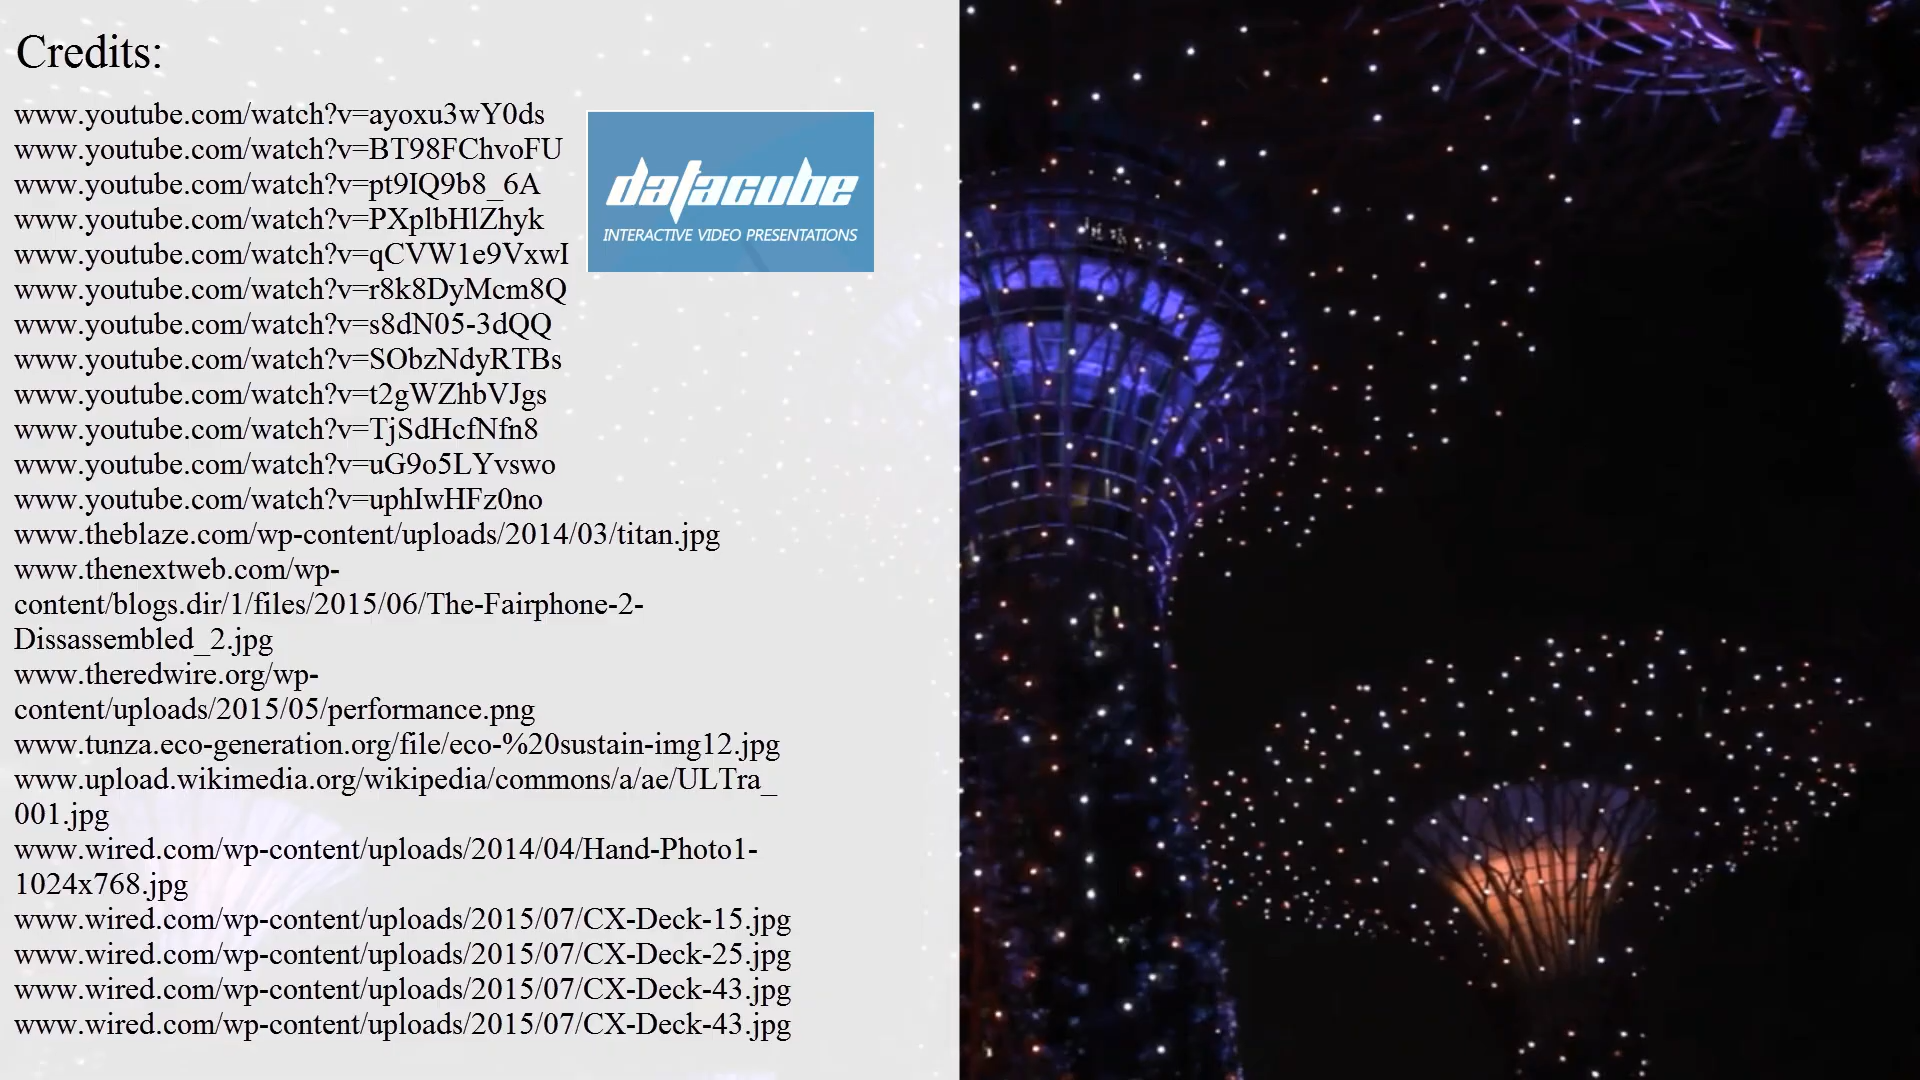 Credits:
www.youtube.com/watch?v=ayoxu3wY0ds
www.youtube.com/watch?v=BT98FChvoFU
www.youtube.com/watch?v=pt9IQ9b8_6A
www.youtube.com/watch?v=PXplbHlZhyk
www.youtube.com/watch?v=qCVW1e9VxwI
www.youtube.com/watch?v=r8k8DyMcm8Q
www.youtube.com/watch?v=s8dN05-3dQQ
www.youtube.com/watch?v=SObzNdyRTBs
www.youtube.com/watch?v=t2gWZhbVJgs
www.youtube.com/watch?v=TjSdHcfNfn8
www.youtube.com/watch?v=uG9o5LYvswo
www.youtube.com/watch?v=uphIwHFz0no
www.theblaze.com/wp-content/uploads/2014/03/titan.jpg
www.thenextweb.com/wp-
content/blogs.dir/1/files/2015/06/The-Fairphone-2-
Dissassembled_2.jpg
www.theredwire.org/wp-
content/uploads/2015/05/performance.png
www.tunza.eco-generation.org/file/eco-%20sustain-img12.jpg
www.upload.wikimedia.org/wikipedia/commons/a/ae/ULTra_
001.jpg
www.wired.com/wp-content/uploads/2014/04/Hand-Photo1-
1024x768.jpg
www.wired.com/wp-content/uploads/2015/07/CX-Deck-15.jpg
www.wired.com/wp-content/uploads/2015/07/CX-Deck-25.jpg
www.wired.com/wp-content/uploads/2015/07/CX-Deck-43.jpg
www.wired.com/wp-content/uploads/2015/07/CX-Deck-43.jpg
datacube
INTERACTIVE VIDEO PRESENTATIONS